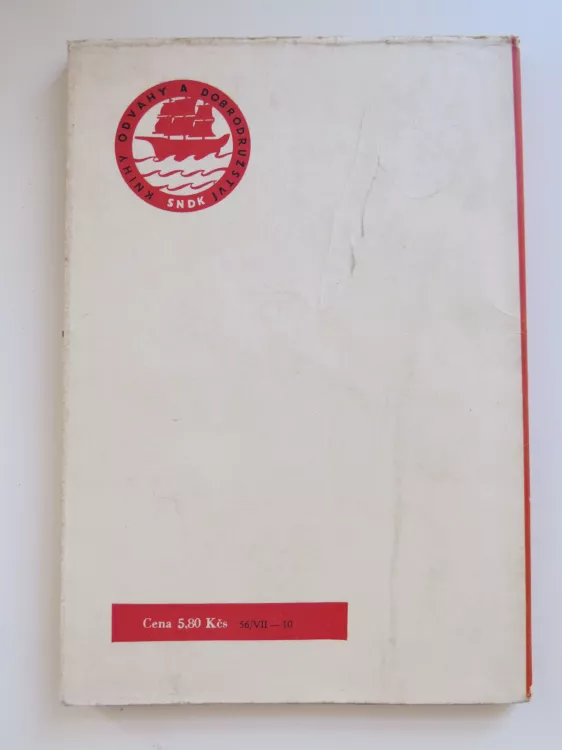 KNIHY ODVAHY A DOBRODRUŽSTVÍ
SNDK
Cena 5,80 Kčs 56/VII — 10